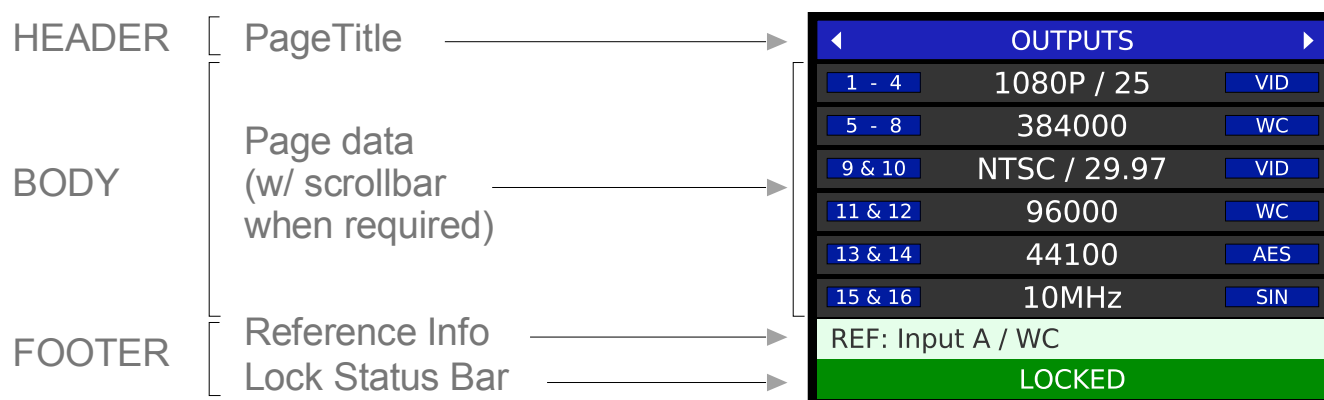 HEADER PageTitle
OUTPUTS
1 - 4 1080P / 25 VID
5 - 8 384000 WC
BODY
Page data
(w/ scrollbar
when required)
9 & 10 NTSC / 29.97 VID
11 & 12 96000 WC
13 & 14 44100 AES
15 & 16 10MHz SIN
FOOTER
Reference Info
Lock Status Bar
REF: Input A / WC
LOCKED